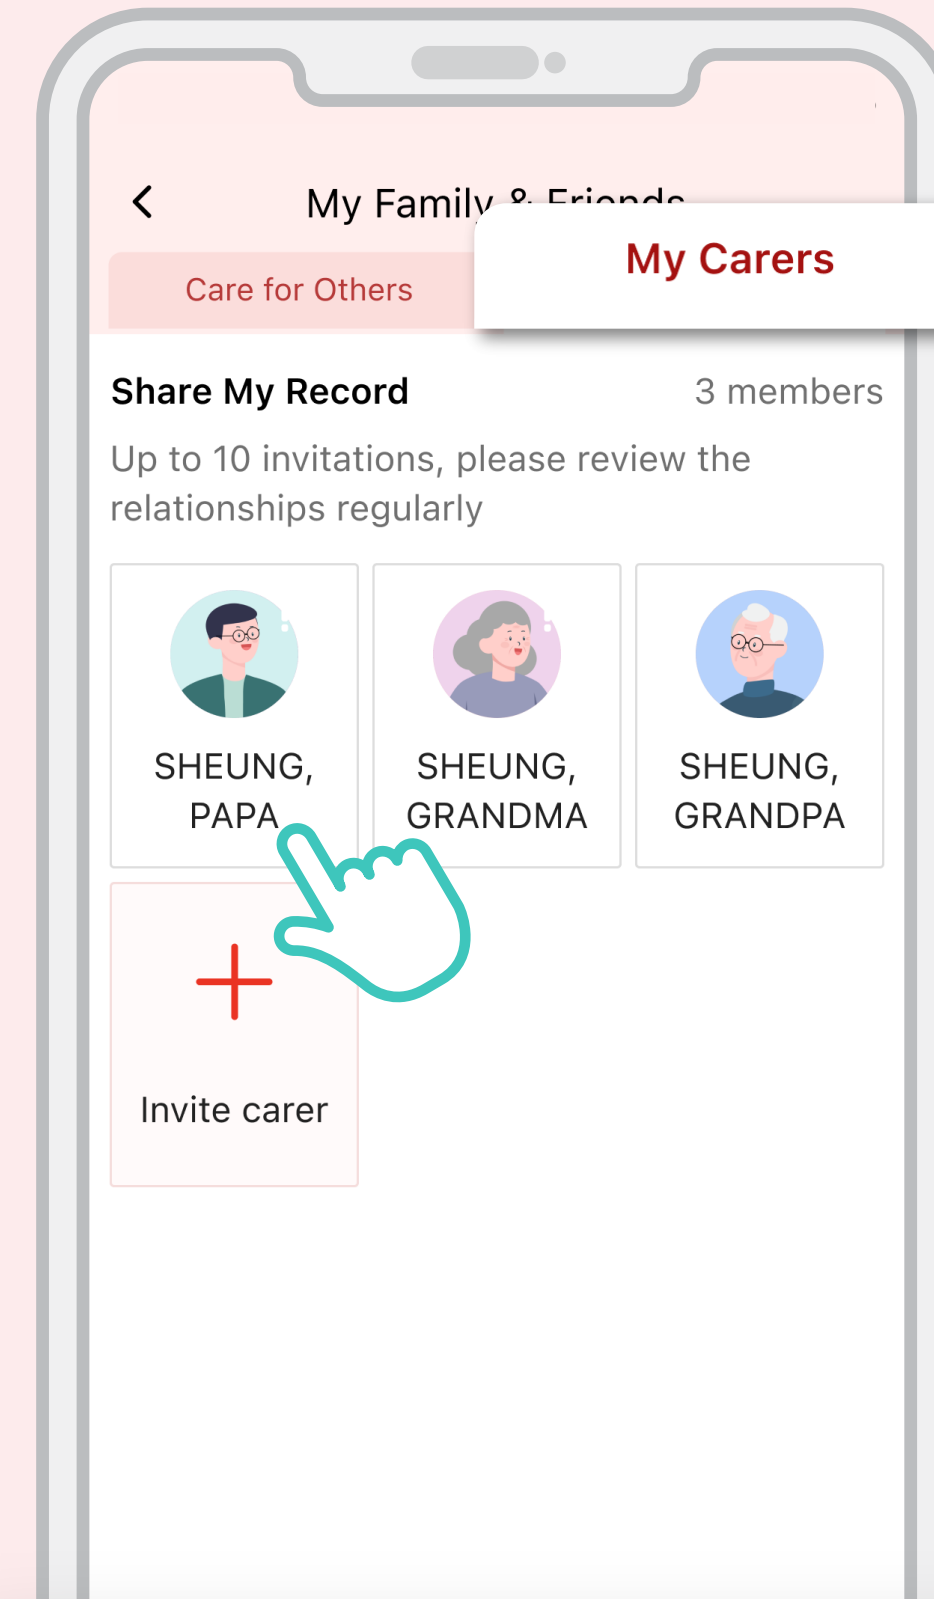 My Family & Friends
Care for Others
My Carers
Share My Record
3 members
Up to 10 invitations, please review the
relationships regularly
SHEUNG,
PAPA
SHEUNG,
GRANDMA
SHEUNG,
GRANDPA
Invite carer